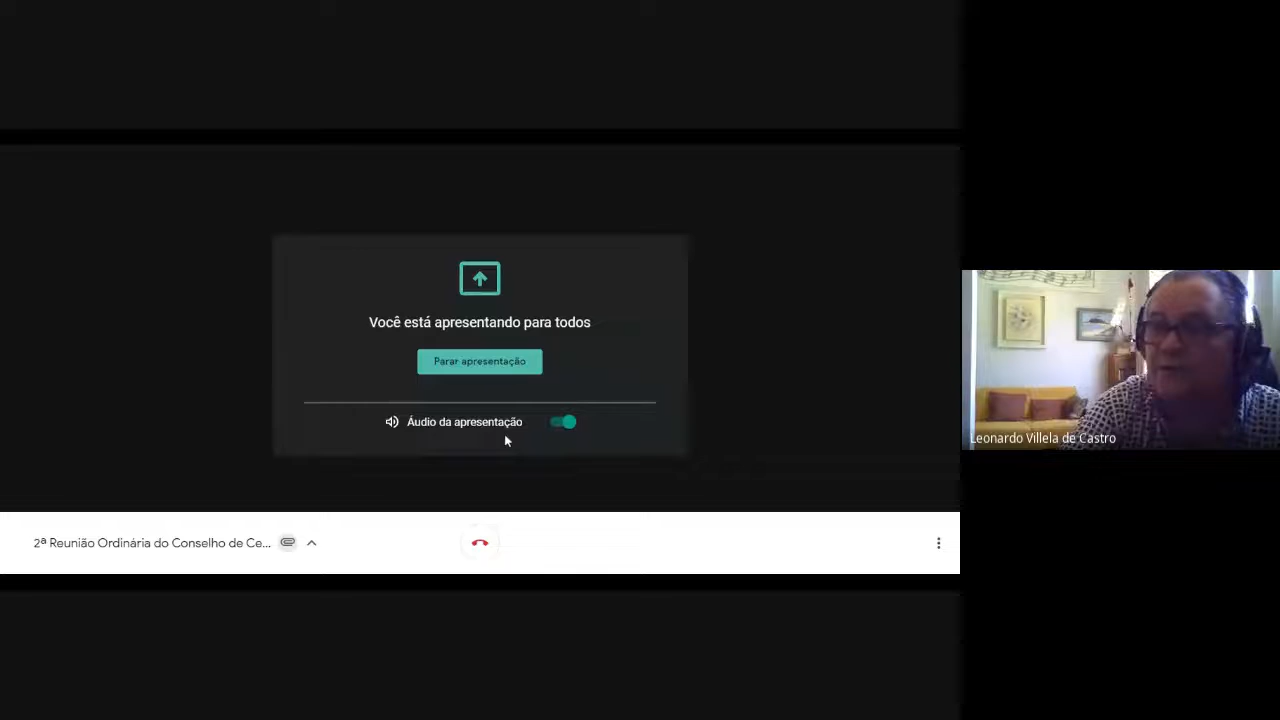 Você está apresentando para todos
Parar apresentação
Áudio da apresentação
Leonardo Villela de Castro
2ª Reunião Ordinária do Conselho de Ce...